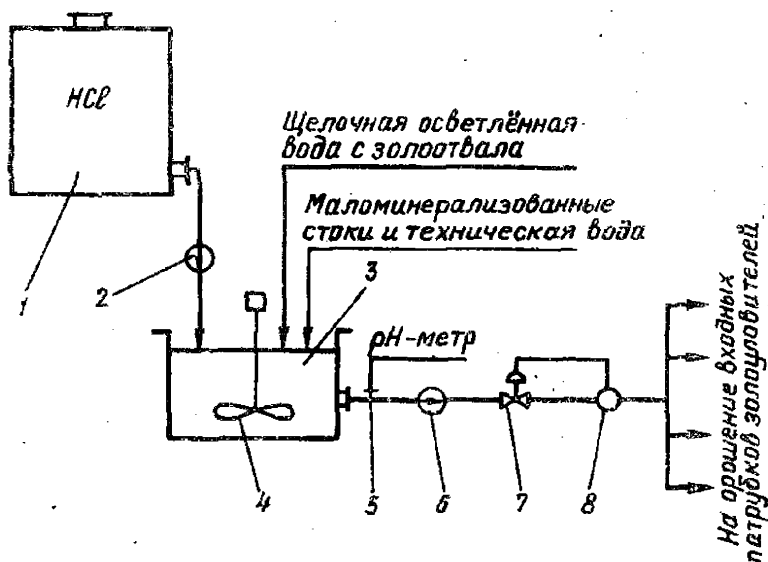 HCl
Щелочная осветлённая
вода с золоотвала
Маломинерализованные
стоки и техническая вода
1
2
3
pH-метр
4
5
6
7
8
На орошение входных
патрубков золоуловителей